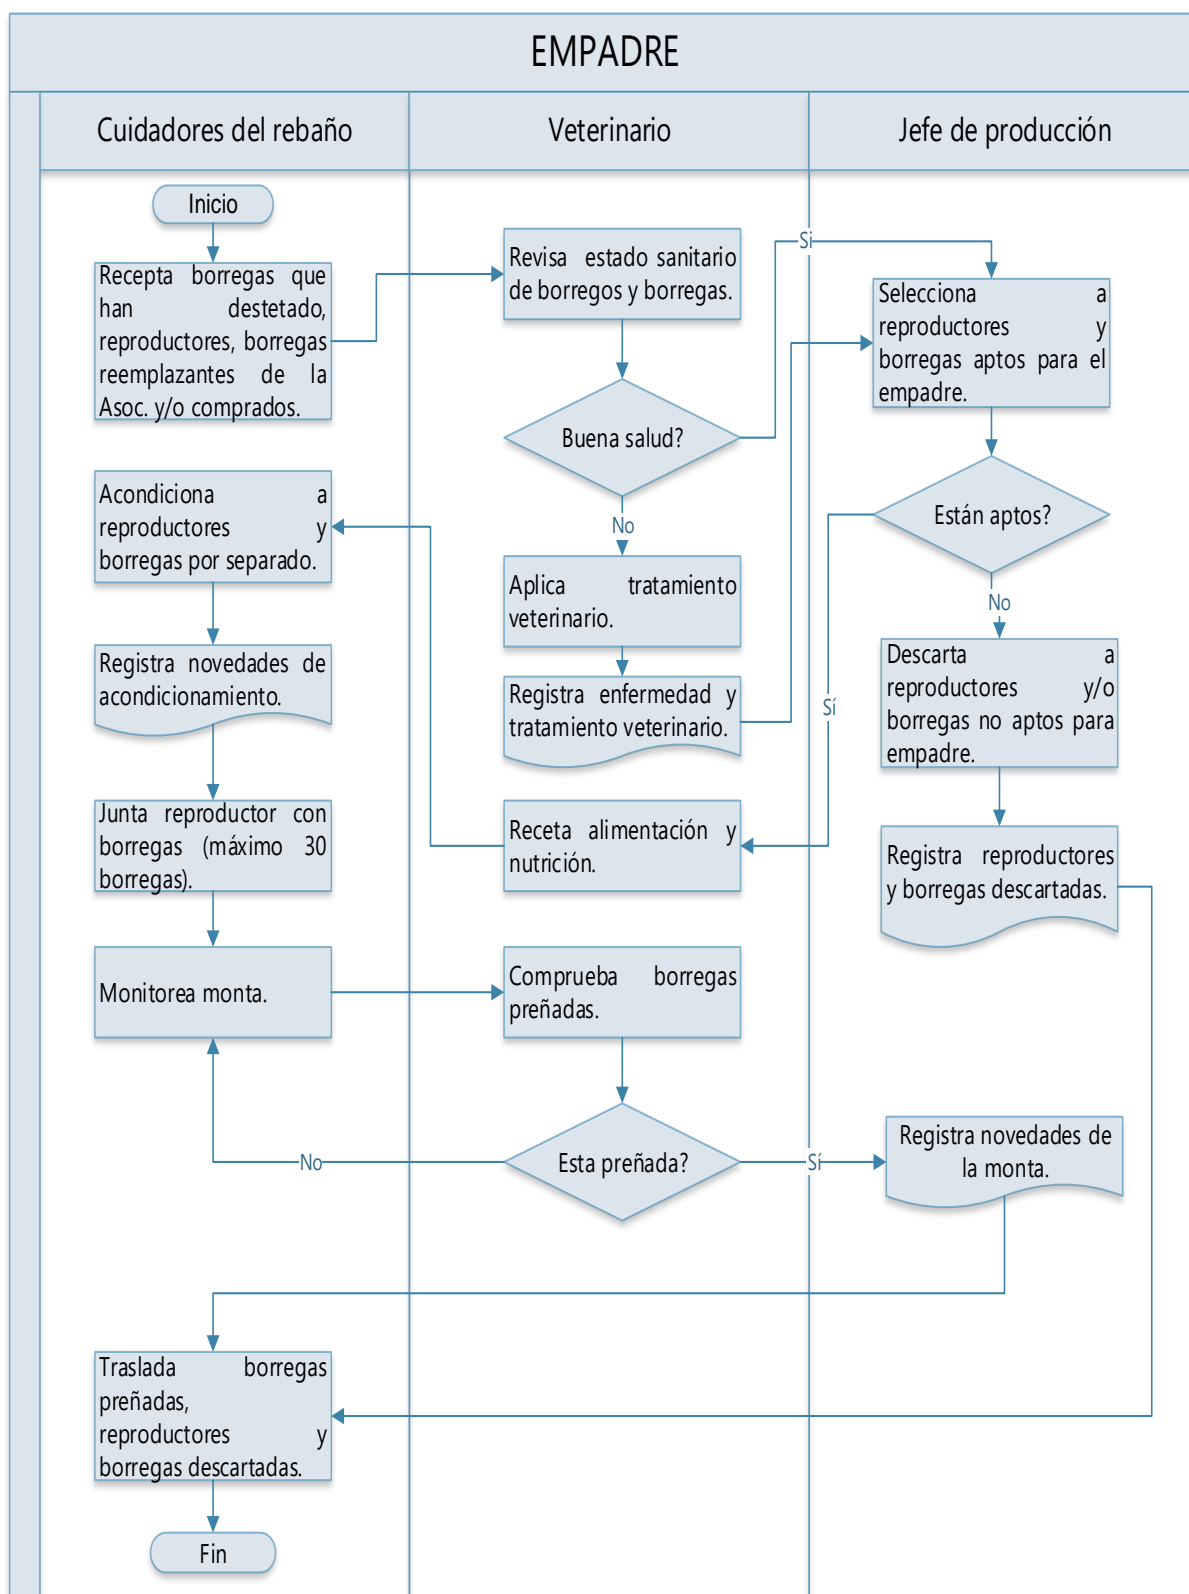 EMPADRE
Cuidadores del rebaño
Veterinario
Jefe de producción
Inicio
Recepta borregas que
han destetado,
reproductores, borregas
reemplazantes de la
Asoc. y/o comprados.
Revisa estado sanitario
de borregos y borregas.
Si
Selecciona a
reproductores y
borregas aptos para el
empadre.
Buena salud?
No
Están aptos?
No
Sí
Acondiciona a
reproductores y
borregas por separado.
Aplica tratamiento
veterinario.
Descarta a
reproductores y/o
borregas no aptos para
empadre.
Registra novedades de
acondicionamiento.
Registra enfermedad y
tratamiento veterinario.
Junta reproductor con
borregas (máximo 30
borregas).
Receta alimentación y
nutrición.
Registra reproductores
y borregas descartadas.
Monitorea monta.
Comprueba borregas
preñadas.
No
Esta preñada?
Sí
Registra novedades de
la monta.
Traslada borregas
preñadas,
reproductores y
borregas descartadas.
Fin